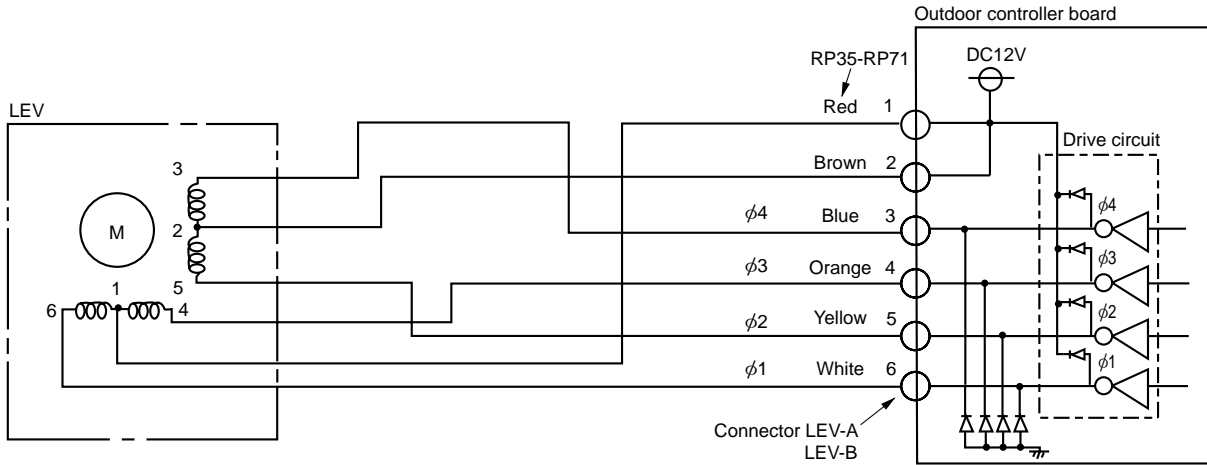 Outdoor controller board
DC12V
RP35-RP71
LEV
Red 1
Drive circuit
3
Brown 2
ϕ4
ϕ4 Blue 3
M
2
ϕ3
ϕ3 Orange 4
5
1
6
4
ϕ2
ϕ2 Yellow 5
ϕ1
ϕ1 White 6
Connector LEV-A
LEV-B